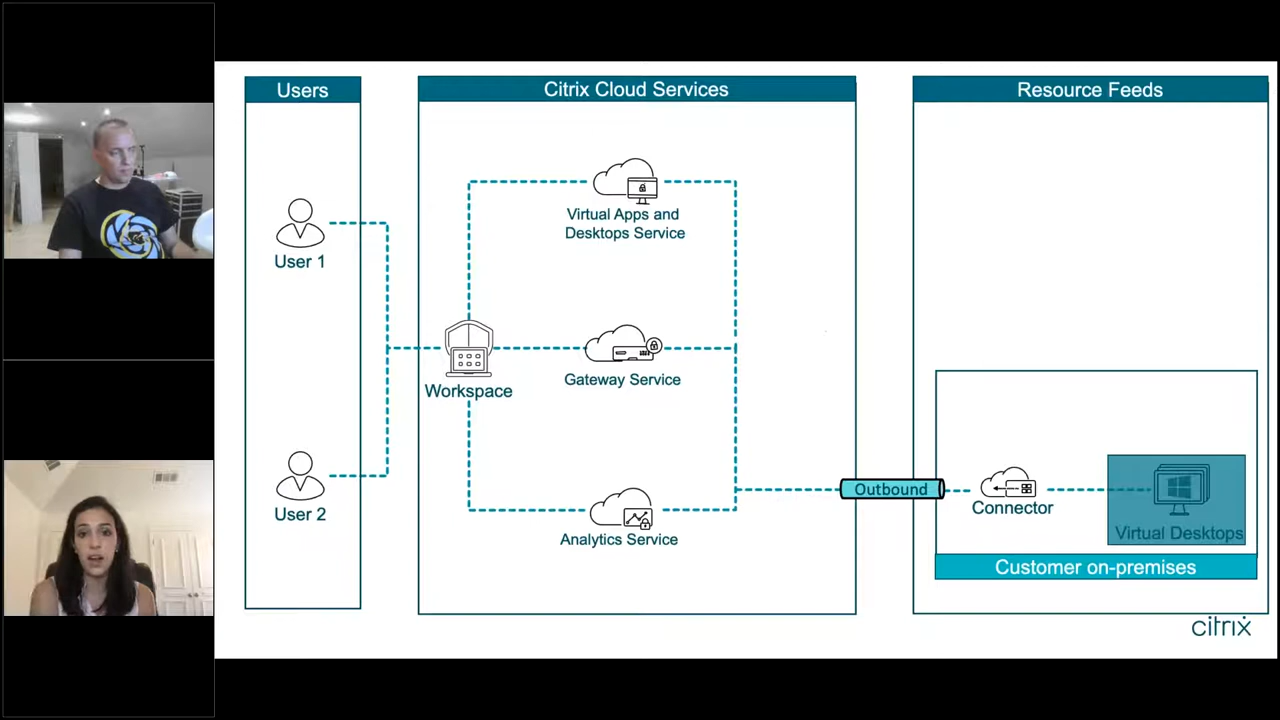 Users
Citrix Cloud Services
Resource Feeds
Virtual Apps and
Desktops Service
User 1
Gateway Service
Workspace
Outbound
Connector
User 2
Virtual Desktops
Analytics Service
Customer on-premises
citrix